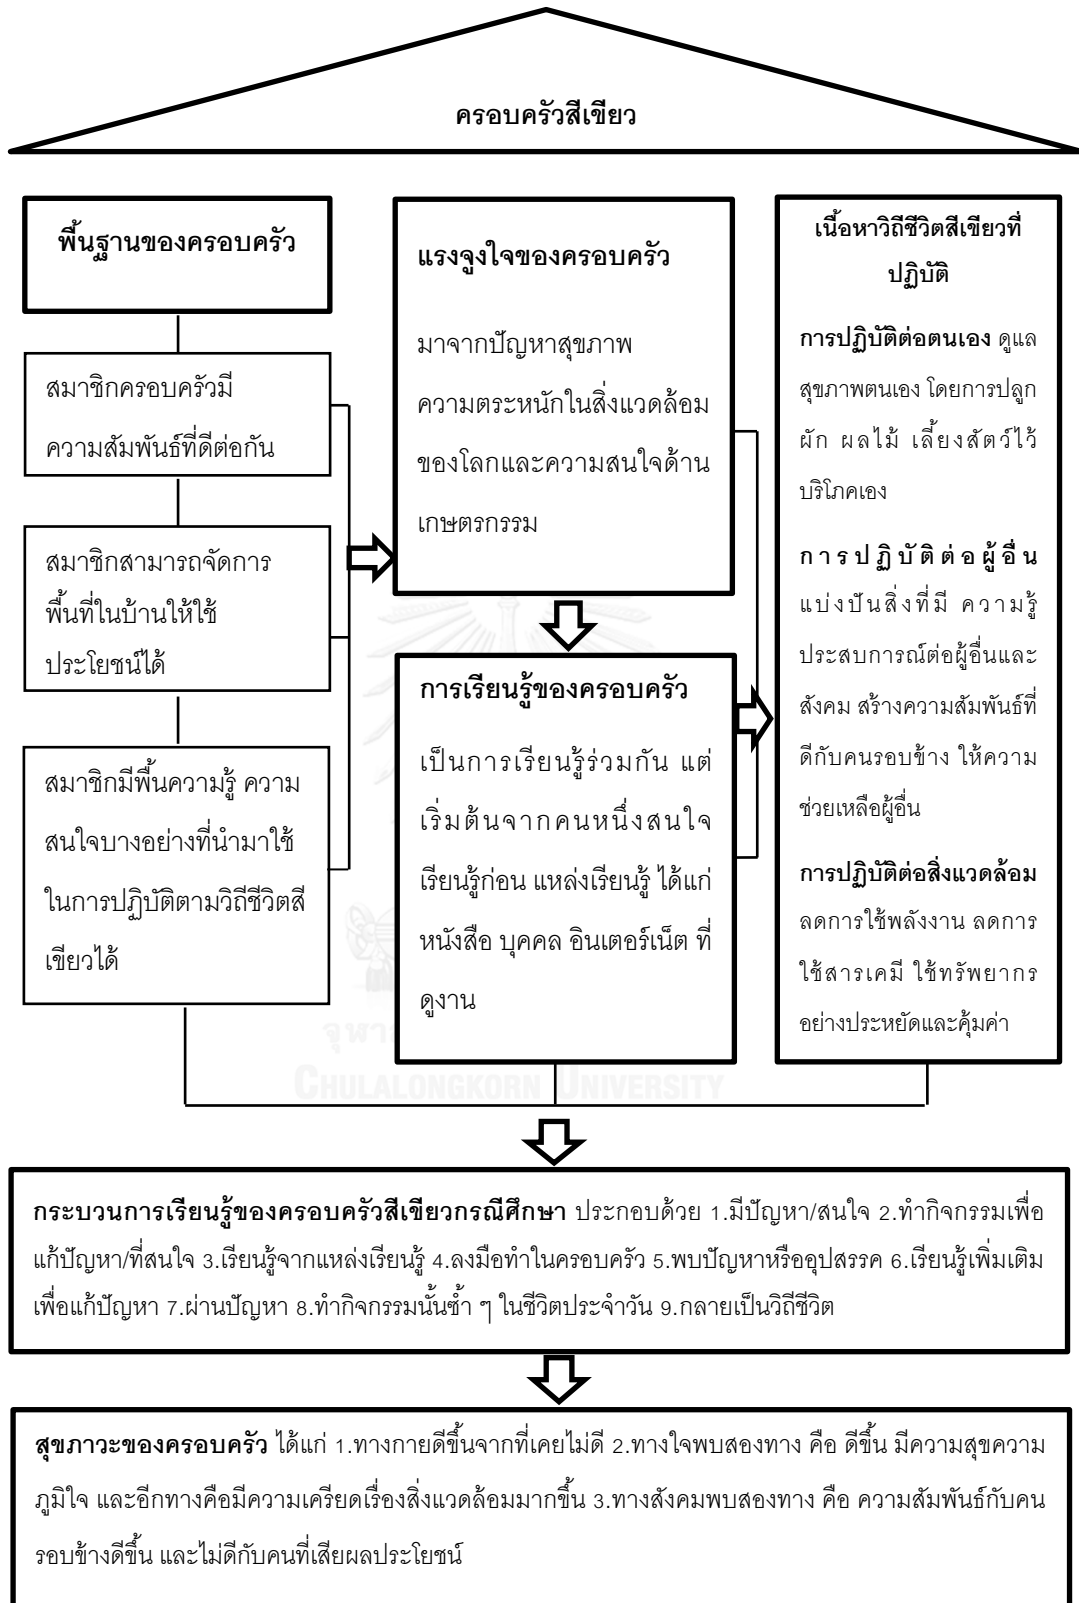 ครอบครัวสีเขียว
พื้นฐานของครอบครัว
สมาชิกครอบครัวมี
ความสัมพันธ์ที่ดีต่อกัน
สมาชิกสามารถจัดการ
พื้นที่ในบ้านให้ใช้
ประโยชน์ได้
สมาชิกมีพื้นความรู้ ความ
สนใจบางอย่างที่นำมาใช้
ในการปฏิบัติตามวิถีชีวิตสี
เขียวได้
แรงจูงใจของครอบครัว
มาจากปัญหาสุขภาพ
ความตระหนักในสิ่งแวดล้อม
ของโลกและความสนใจด้าน
เกษตรกรรม
การเรียนรู้ของครอบครัว
เป็นการเรียนรู้ร่วมกัน แต่
เริ่มต้นจากคนหนึ่งสนใจ
เรียนรู้ก่อน แหล่งเรียนรู้ ได้แก่
หนังสือ บุคคล อินเตอร์เน็ต ที่
ดูงาน
เนื้อหาวิถีชีวิตสีเขียวที่
ปฏิบัติ
การปฏิบัติต่อตนเอง ดูแล
สุขภาพตนเอง โดยการปลูก
ผัก ผลไม้ เลี้ยงสัตว์ไว้
บริโภคเอง
การปฏิบัติต่อผู้อื่น
แบ่งปันสิ่งที่มี ความรู้
ประสบการณ์ต่อผู้อื่นและ
สังคม สร้างความสัมพันธ์ที่
ดีกับคนรอบข้าง ให้ความ
ช่วยเหลือผู้อื่น
การปฏิบัติต่อสิ่งแวดล้อม
ลดการใช้พลังงาน ลดการ
ใช้สารเคมี ใช้ทรัพยากร
อย่างประหยัดและคุ้มค่า
CHULALONGKORN UNIVERSITY
กระบวนการเรียนรู้ของครอบครัวสีเขียวกรณีศึกษา ประกอบด้วย 1.มีปัญหา/สนใจ 2.ทำกิจกรรมเพื่อ
แก้ปัญหา/ที่สนใจ 3.เรียนรู้จากแหล่งเรียนรู้ 4.ลงมือทำในครอบครัว 5.พบปัญหาหรืออุปสรรค 6.เรียนรู้เพิ่มเติม
เพื่อแก้ปัญหา 7.ผ่านปัญหา 8.ทำกิจกรรมนั้นซ้ำ ๆ ในชีวิตประจำวัน 9.กลายเป็นวิถีชีวิต
สุขภาวะของครอบครัว ได้แก่ 1.ทางกายดีขึ้นจากที่เคยไม่ดี 2.ทางใจพบสองทาง คือ ดีขึ้น มีความสุขความ
ภูมิใจ และอีกทางคือมีความเครียดเรื่องสิ่งแวดล้อมมากขึ้น 3.ทางสังคมพบสองทาง คือ ความสัมพันธ์กับคน
รอบข้างดีขึ้น และไม่ดีกับคนที่เสียผลประโยชน์